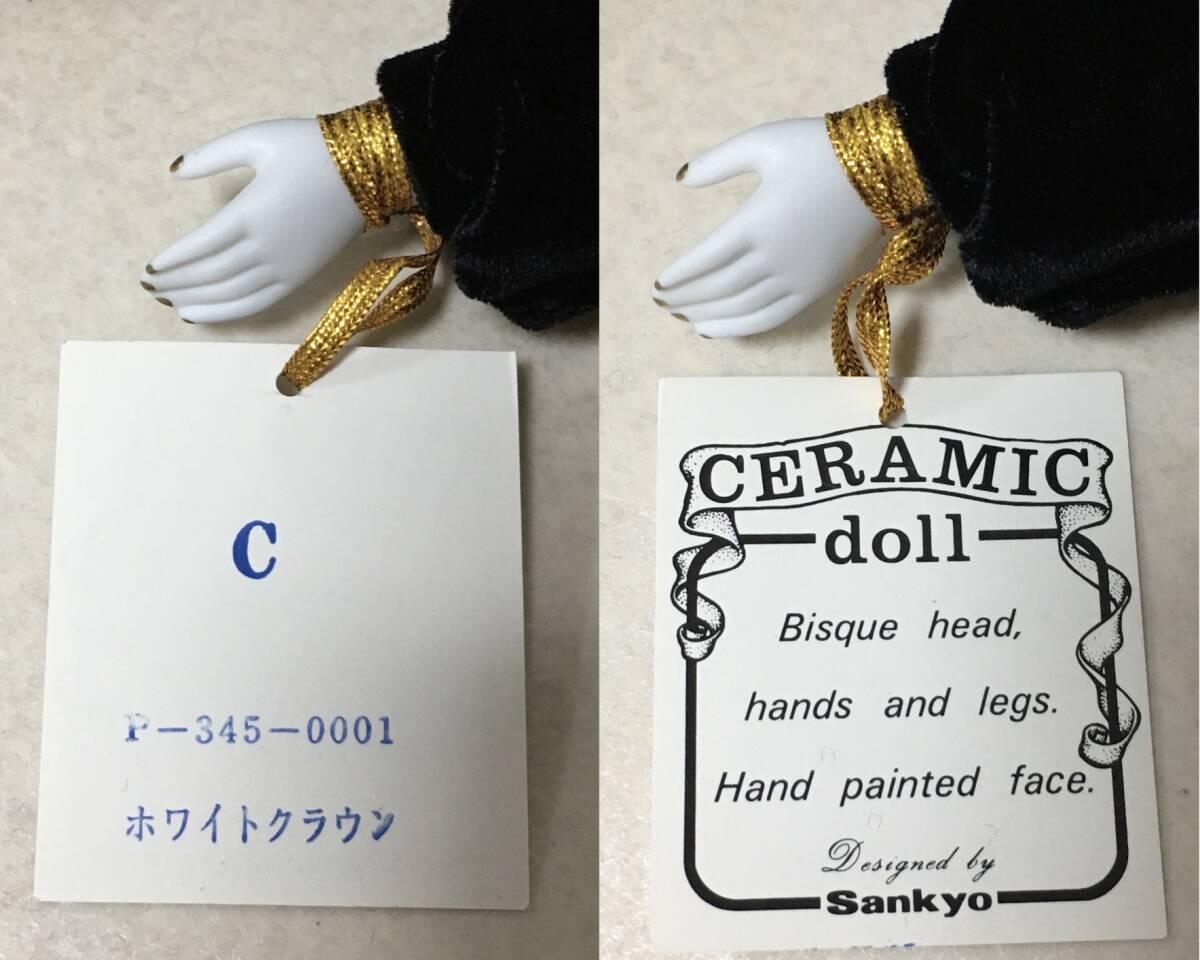 C
P-345-0001
ホワイトクラウン
CERAMIC
doll
Bisque head,
hands and legs.
Hand painted face.
Designed by
Sankyo